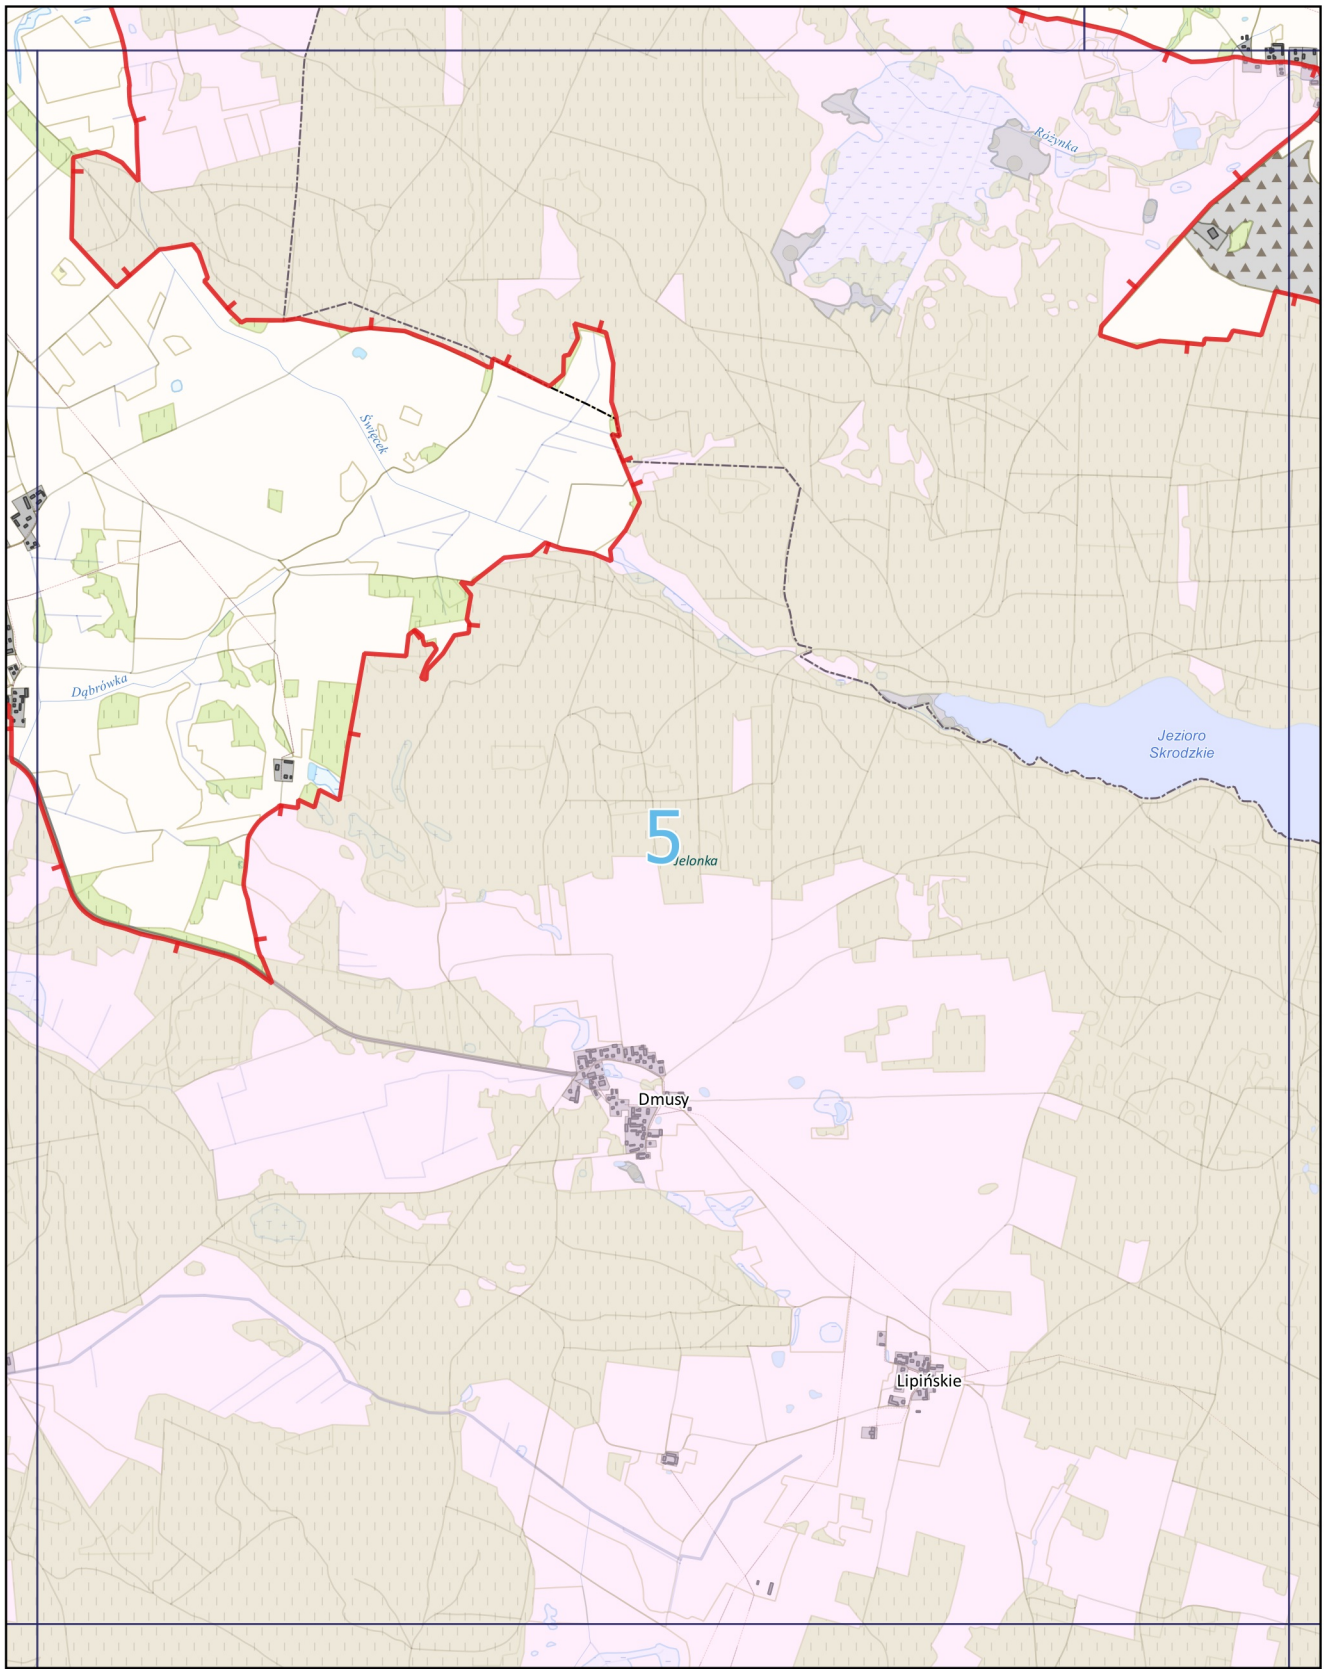 Różynka
Święcek
Dąbrówka
Jezioro
Skrodzkie
5
Jelonka
Dmusy
Lipińskie